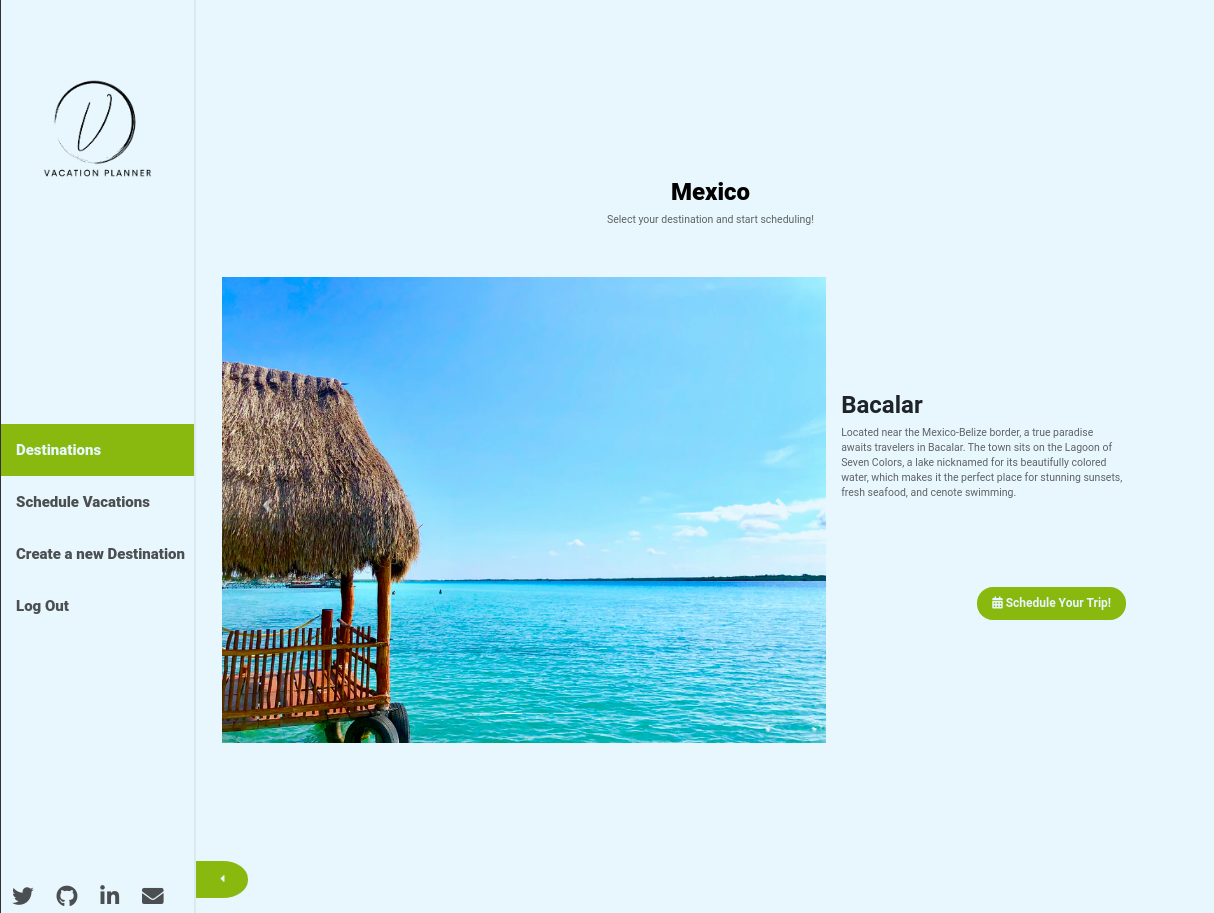 V
VACATION PLANNER
Destinations
Schedule Vacations
Create a new Destination
Log Out
Mexico
Select your destination and start scheduling!
Bacalar
Located near the Mexico-Belize border, a true paradise
awaits travelers in Bacalar. The town sits on the Lagoon of
Seven Colors, a lake nicknamed for its beautifully colored
water, which makes it the perfect place for stunning sunsets,
fresh seafood, and cenote swimming.
Schedule Your Trip!